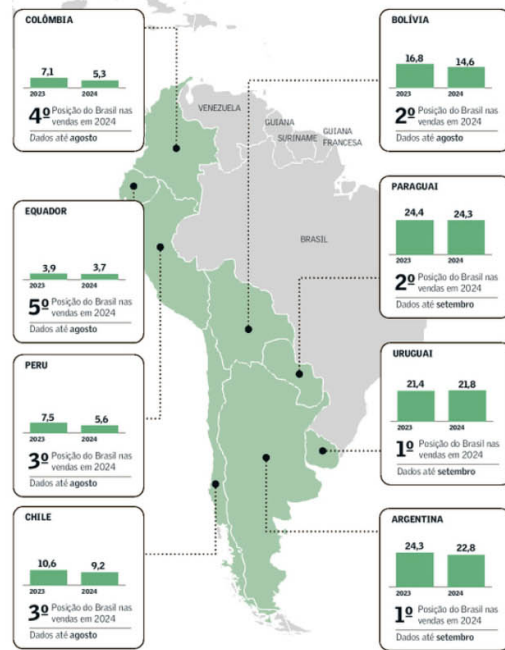 COLÔMBIA
7,1 5,3
2023 2024
4º Posição do Brasil nas
vendas em 2024
Dados até agosto
EQUADOR
3,9 3,7
2023 2024
5º Posição do Brasil nas
vendas em 2024
Dados até agosto
PERU
7,5 5,6
2023 2024
3º Posição do Brasil nas
vendas em 2024
Dados até agosto
CHILE
10,6 9,2
2023 2024
3º Posição do Brasil nas
vendas em 2024
Dados até agosto
VENEZUELA
GUIANA
SURINAME
GUIANA
FRANCESA
BRASIL
BOLÍVIA
16,8 14,6
2023 2024
2º Posição do Brasil nas
vendas em 2024
Dados até agosto
PARAGUAI
24,4 24,3
2023 2024
2º Posição do Brasil nas
vendas em 2024
Dados até setembro
URUGUAI
21,4 21,8
2023 2024
1º Posição do Brasil nas
vendas em 2024
Dados até setembro
ARGENTINA
24,3 22,8
2023 2024
1º Posição do Brasil nas
vendas em 2024
Dados até setembro